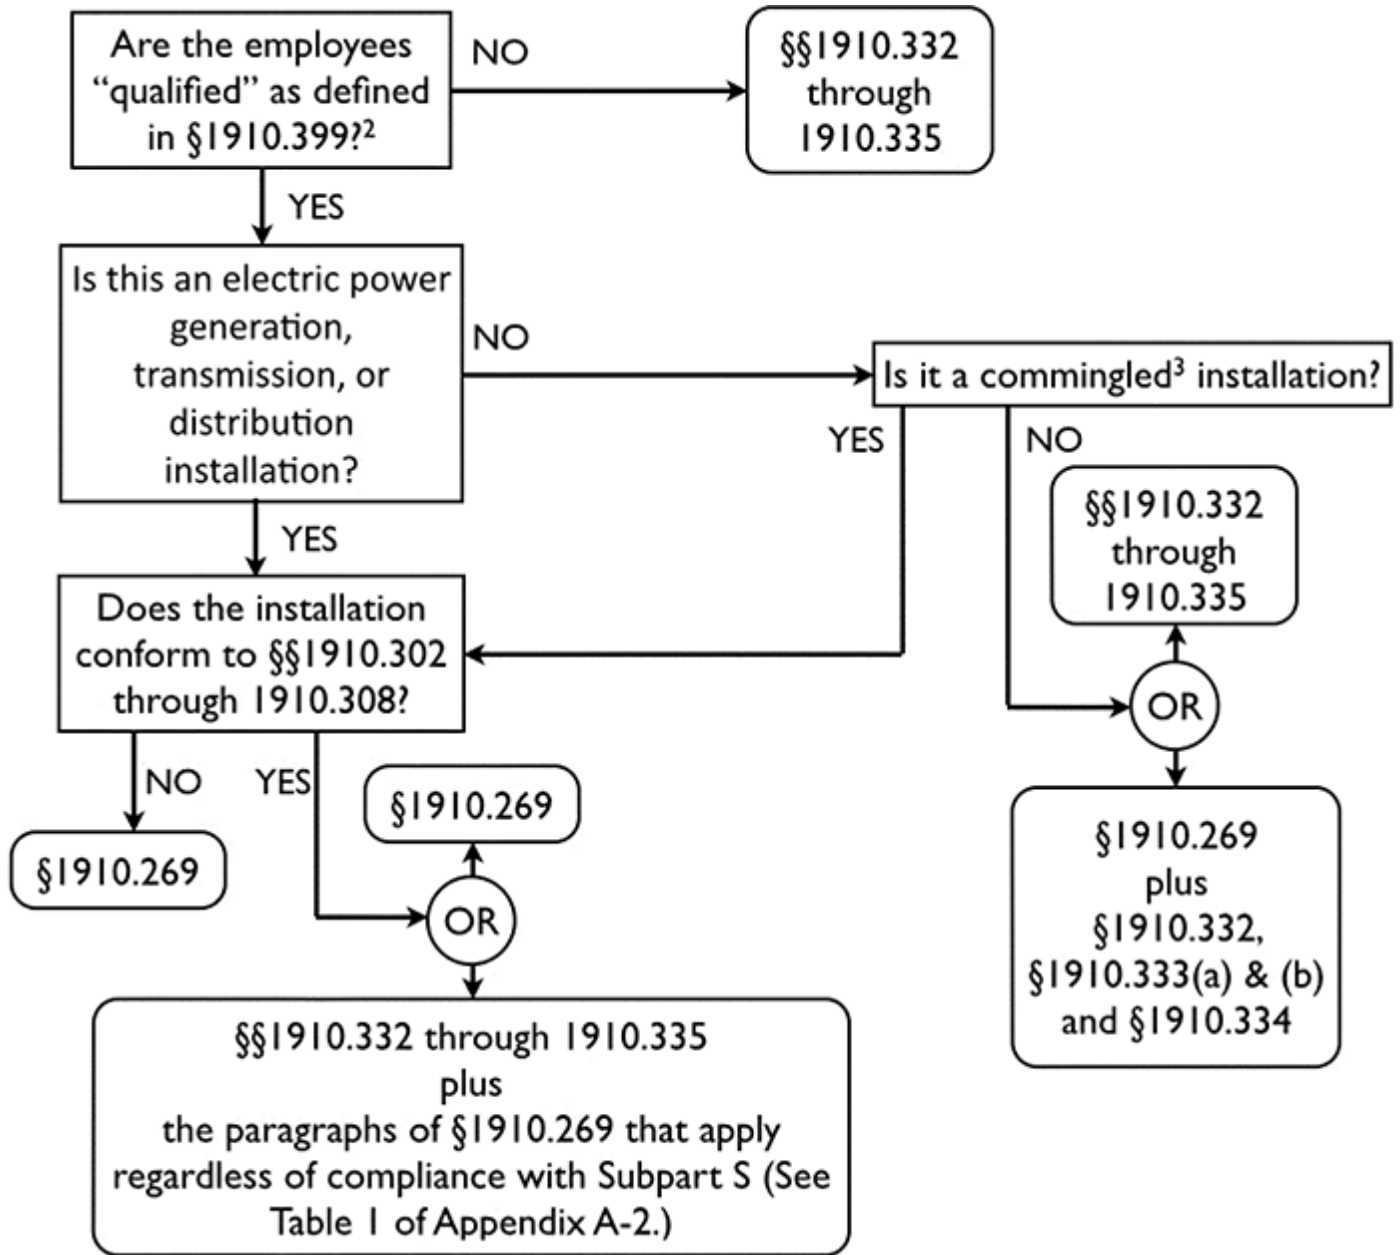 Are the employees
“qualified” as defined
in §1910.399?²
NO
§§1910.332
through
1910.335
YES
Is this an electric power
generation,
transmission, or
distribution
installation?
NO
Is it a commingled³ installation?
YES
NO
§§1910.332
through
1910.335
OR
§1910.269
plus
§1910.332,
§1910.333(a) & (b)
and §1910.334
YES
Does the installation
conform to §§1910.302
through 1910.308?
NO
§1910.269
YES
§1910.269
OR
§§1910.332 through 1910.335
plus
the paragraphs of §1910.269 that apply
regardless of compliance with Subpart S (See
Table 1 of Appendix A-2.)